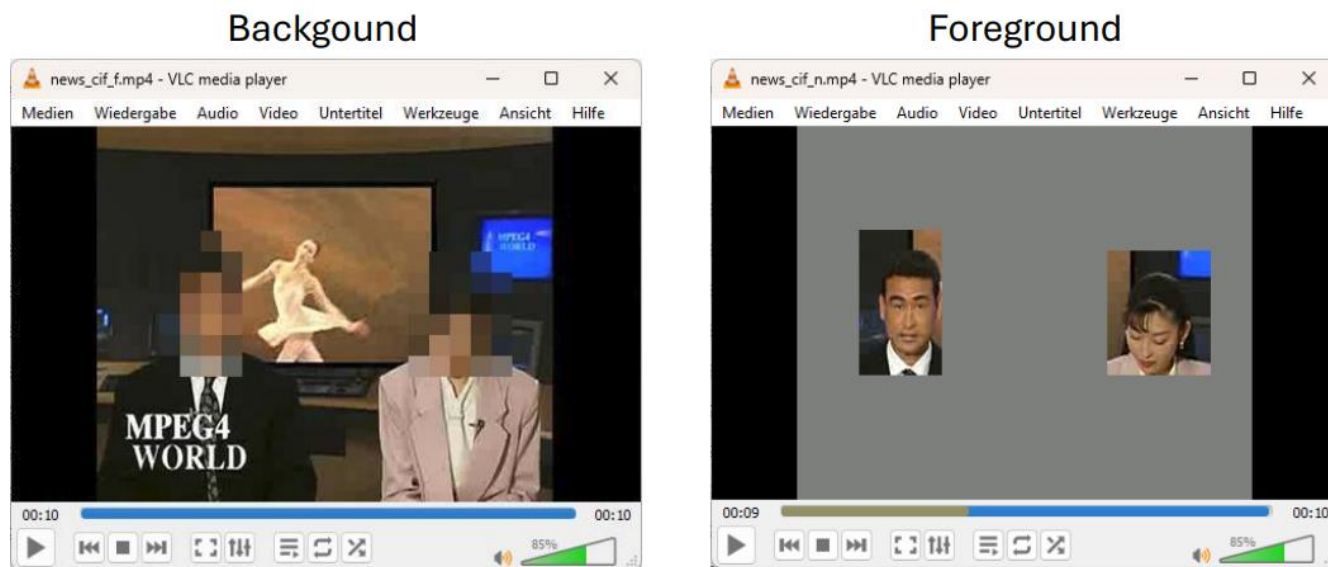 Backgound
Foreground
news_cif_f.mp4 - VLC media player
Medien Wiedergabe Audio Video Untertitel Werkzeuge Ansicht Hilfe
MPEG4
WORLD
MPEG4
WORLD
00:10 00:10
85%
news_cif_n.mp4 - VLC media player
Medien Wiedergabe Audio Video Untertitel Werkzeuge Ansicht Hilfe
00:09 00:10
85%